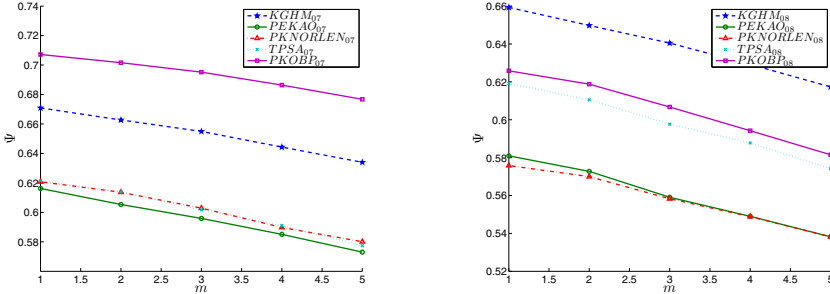 0.74
0.72
0.7
0.68
0.66
0.64
0.62
0.6
0.58
1 1.5 2 2.5 3 3.5 4 4.5 5
m
Ψ
KGHM07
PEKAO07
PKNORLEN07
TPSA07
PKOBP07
0.66
0.64
0.62
0.6
0.58
0.56
0.54
0.52
1 1.5 2 2.5 3 3.5 4 4.5 5
m
Ψ
KGHM08
PEKAO08
PKNORLEN08
TPSA08
PKOBP08